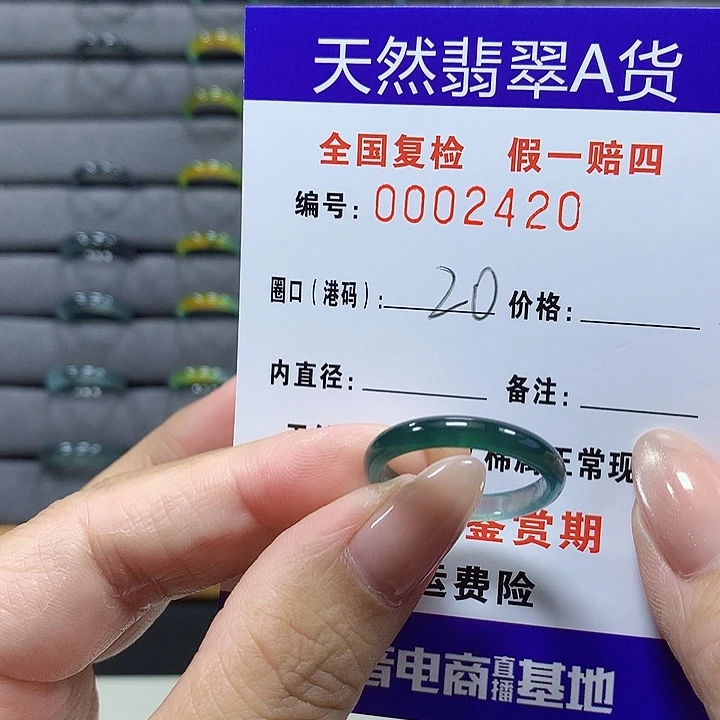 天然翡翠A货
全国复检 假一赔四
编号: 0002420
圈口(港码): 20 价格:
内直径: 备注:
正常现
鉴赏期
运费险
电商直播基地